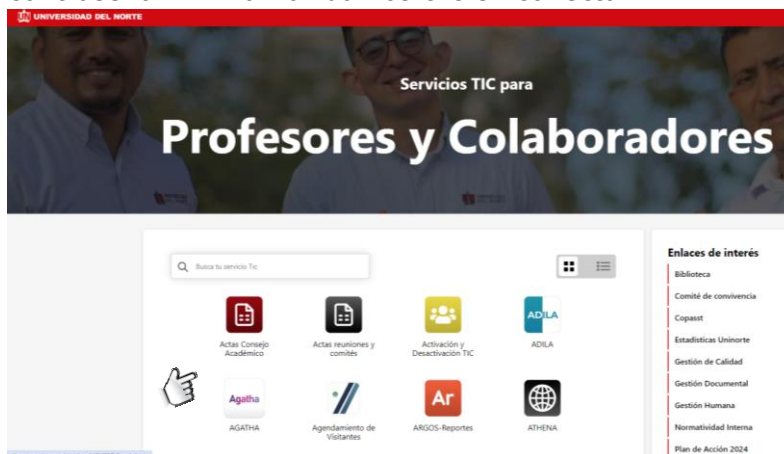 UNIVERSIDAD DEL NORTE
Servicios TIC para
Profesores y Colaboradores
Busca tu servicio Tic
Actas Consejo
Académico
Actas reuniones y
comités
Activación y
Desactivación TIC
ADILA
ADILA
Agatha
AGATHA
Agendamiento de
Visitantes
Ar
ARGOS-Reportes
ATHENA
Enlaces de interés
Biblioteca
Comité de convivencia
Copasst
Estadísticas Uninorte
Gestión de Calidad
Gestión Documental
Gestión Humana
Normatividad Interna
Plan de Acción 2024